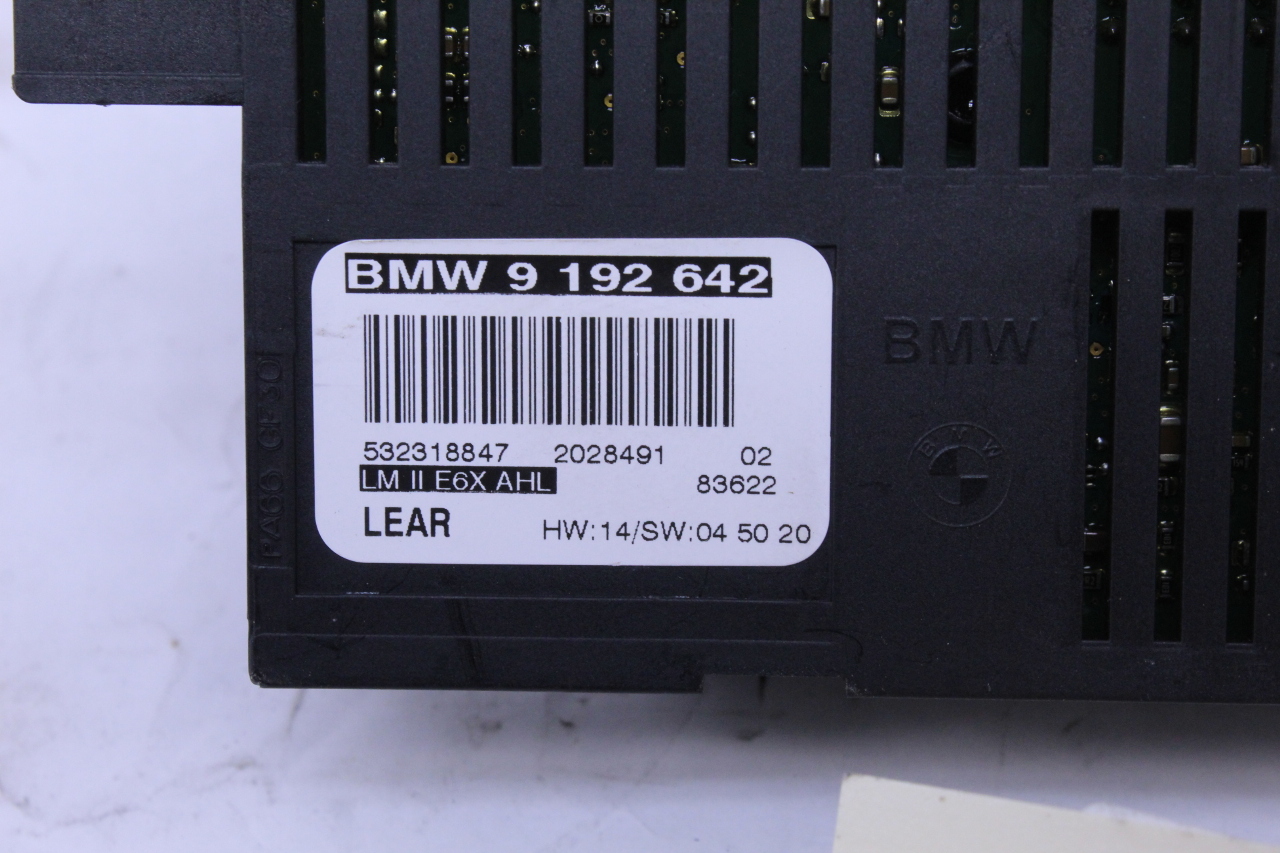 BMW 9 192 642
532318847 2028491 02
LM II E6X AHL 83622
LEAR HW:14/SW:04 50 20
BMW
BMW